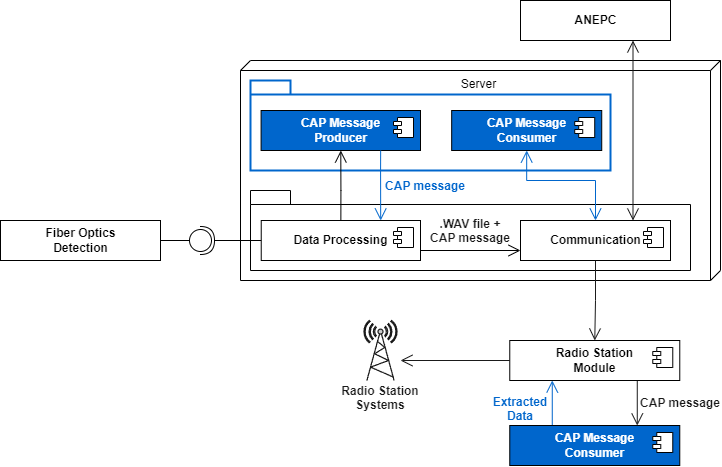 ANEPC
Server
CAP Message
Producer
CAP Message
Consumer
CAP message
Fiber Optics
Detection
Data Processing
.WAV file +
CAP message
Communication
Radio Station
Module
Radio Station
Systems
Extracted
Data
CAP message
CAP Message
Consumer